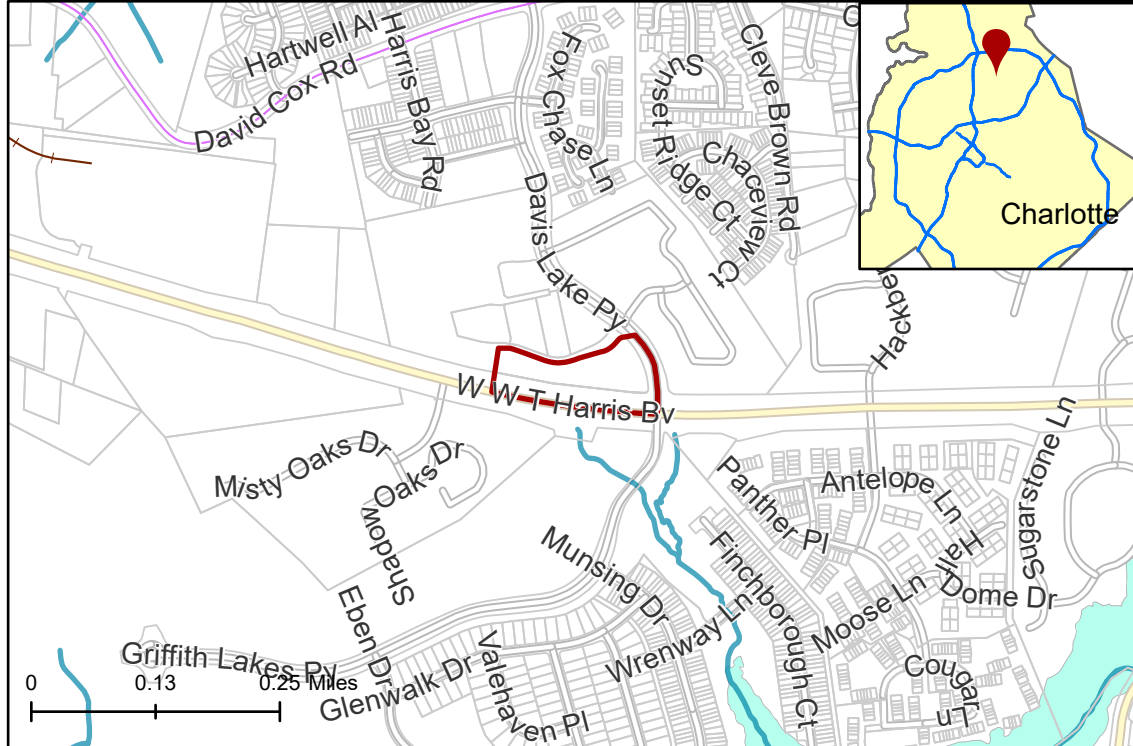 Hartwell Al
Harris Bay Rd
David Cox Rd
Fox Chase Ln
Sunset Ridge Ct
Cleve Brown Rd
Chaceview Ct
C
Charlotte
Davis Lake Py
Hackbe
W W T Harris Bv
Misty Oaks Dr
Shadow Oaks Dr
Panther Pl
Antelope Ln
Sugarstone Ln
Hall
Dome Dr
Munsing Dr
Finchborough Ct
Moose Ln
Wrenway Ln
Cougar Ln
Eben Dr
Griffith Lakes Py
Glenwalk Dr
Valehaven Pl
0 0.13 0.25 Miles